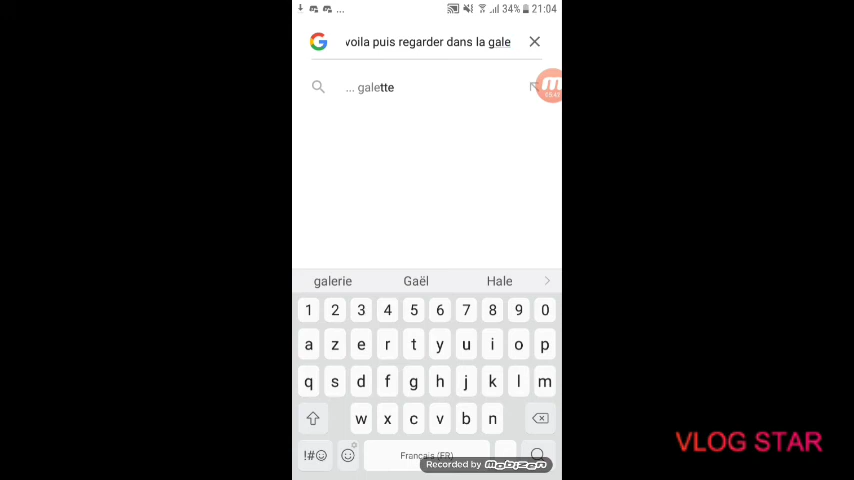 ... 34% 21:04
voila puis regarder dans la gale
... galette
galerie Gaël Hale
1 2 3 4 5 6 7 8 9 0
a z e r t y u i o p
q s d f g h j k l m
w x c v b n
!#☺ Français (FR)
Recorded by mobizen
VLOG STAR